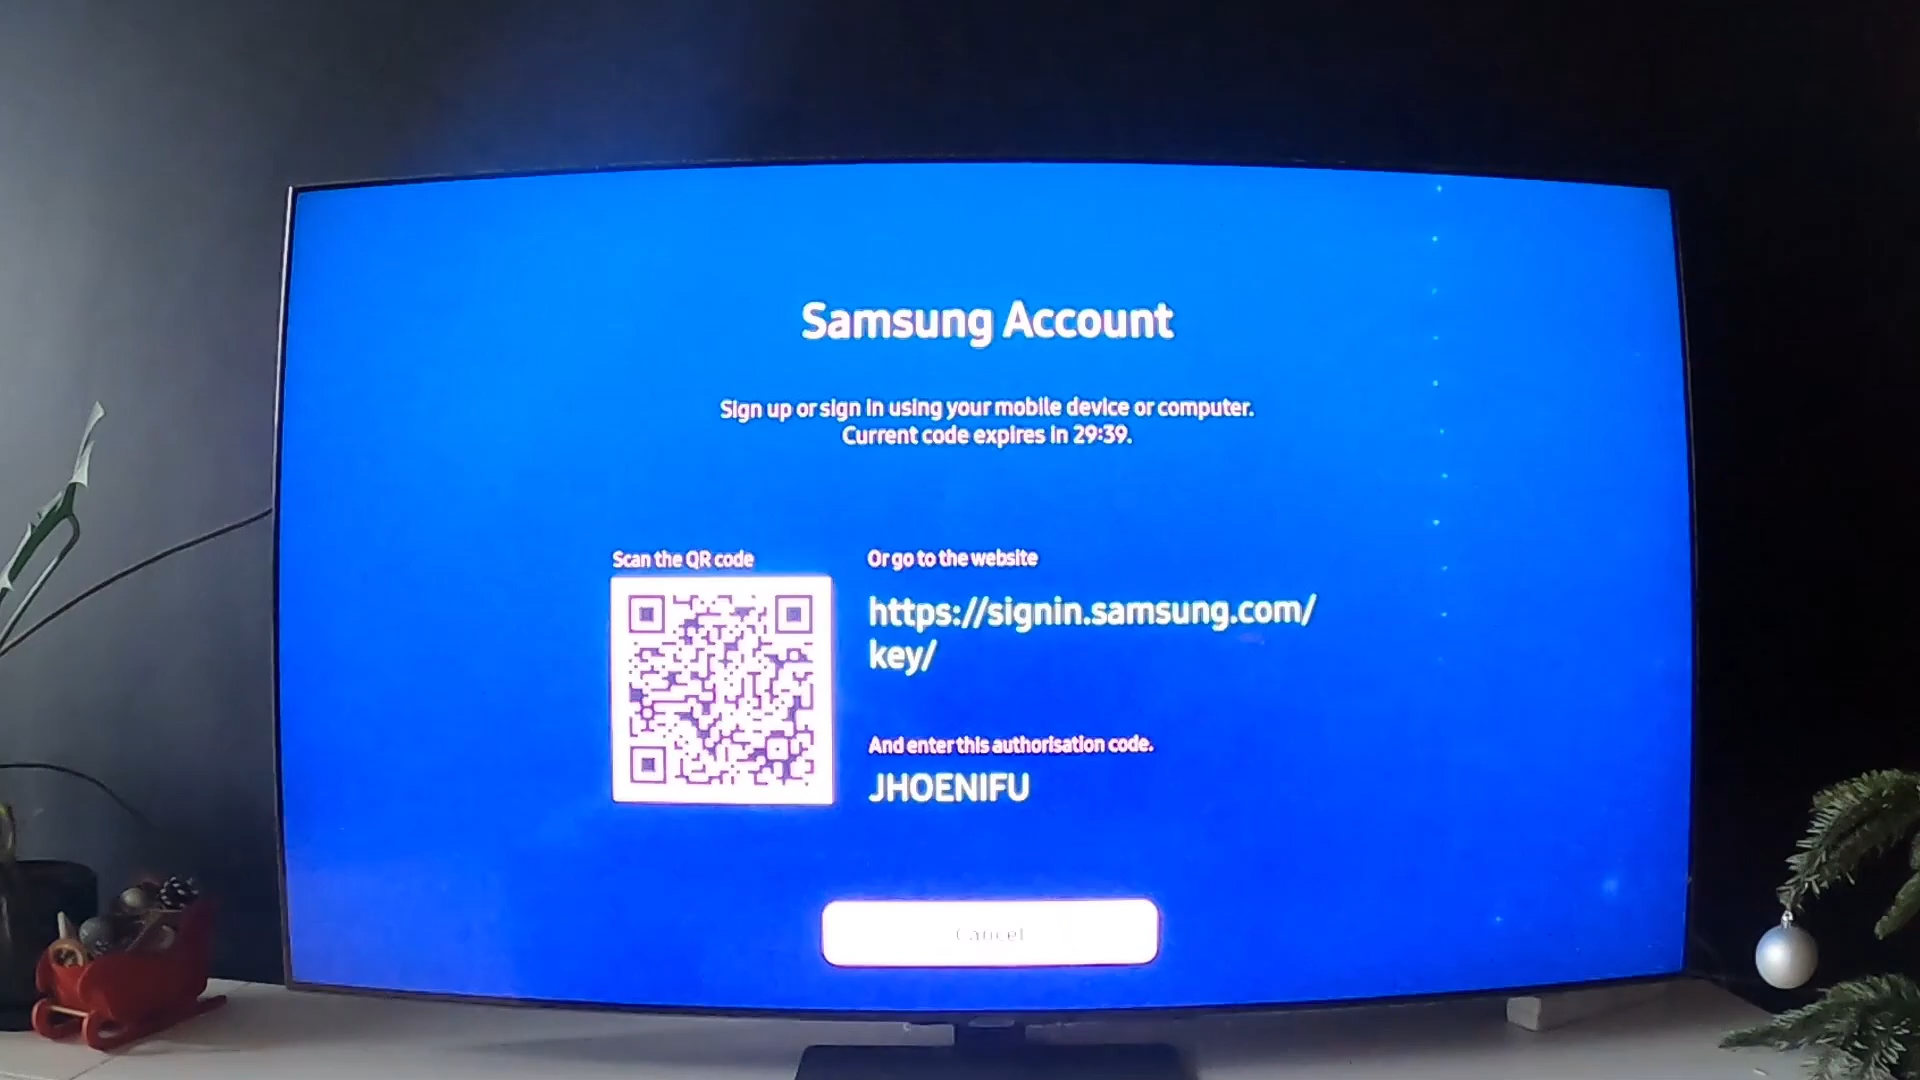 Samsung Account
Sign up or sign in using your mobile device or computer.
Current code expires in 29:39.
Scan the QR code
Or go to the website
https://signin.samsung.com/
key/
And enter this authorisation code.
JHOENIFU
Cancel